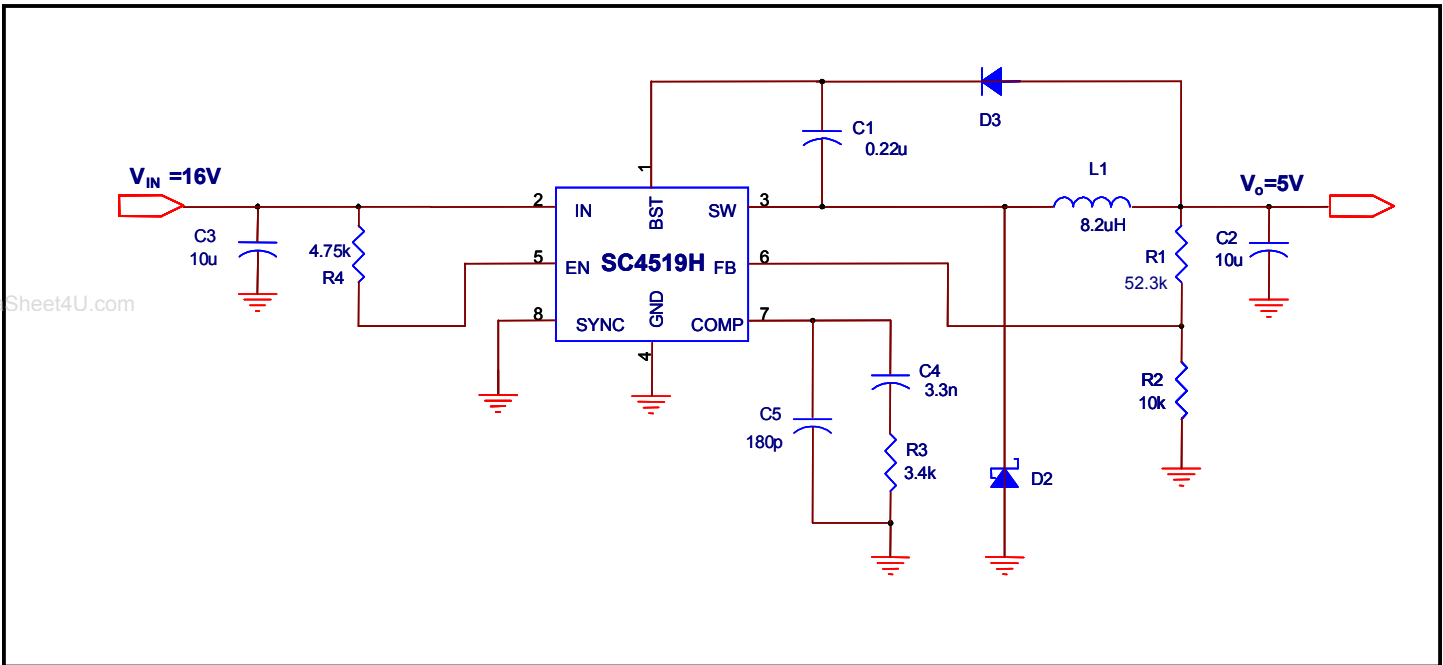 D3
C1
0.22u
L1
8.2uH
V_IN =16V
V_o=5V
1
2
IN
BST
SW
3
C3
10u
4.75k
R4
5
EN
SC4519H
FB
6
R1
52.3k
C2
10u
eSheet4U.com
8
SYNC
GND
COMP
7
4
C4
3.3n
R2
10k
C5
180p
R3
3.4k
D2